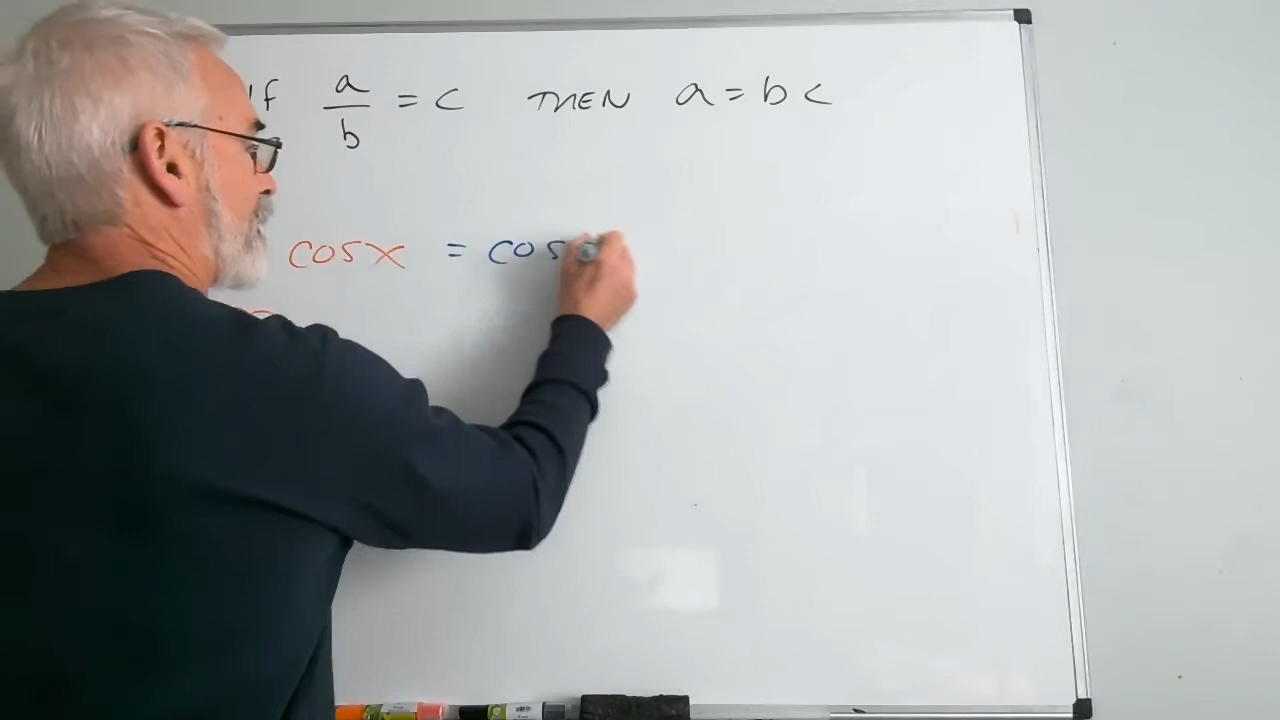 If a/b = c THEN a = bc
cosx = cos